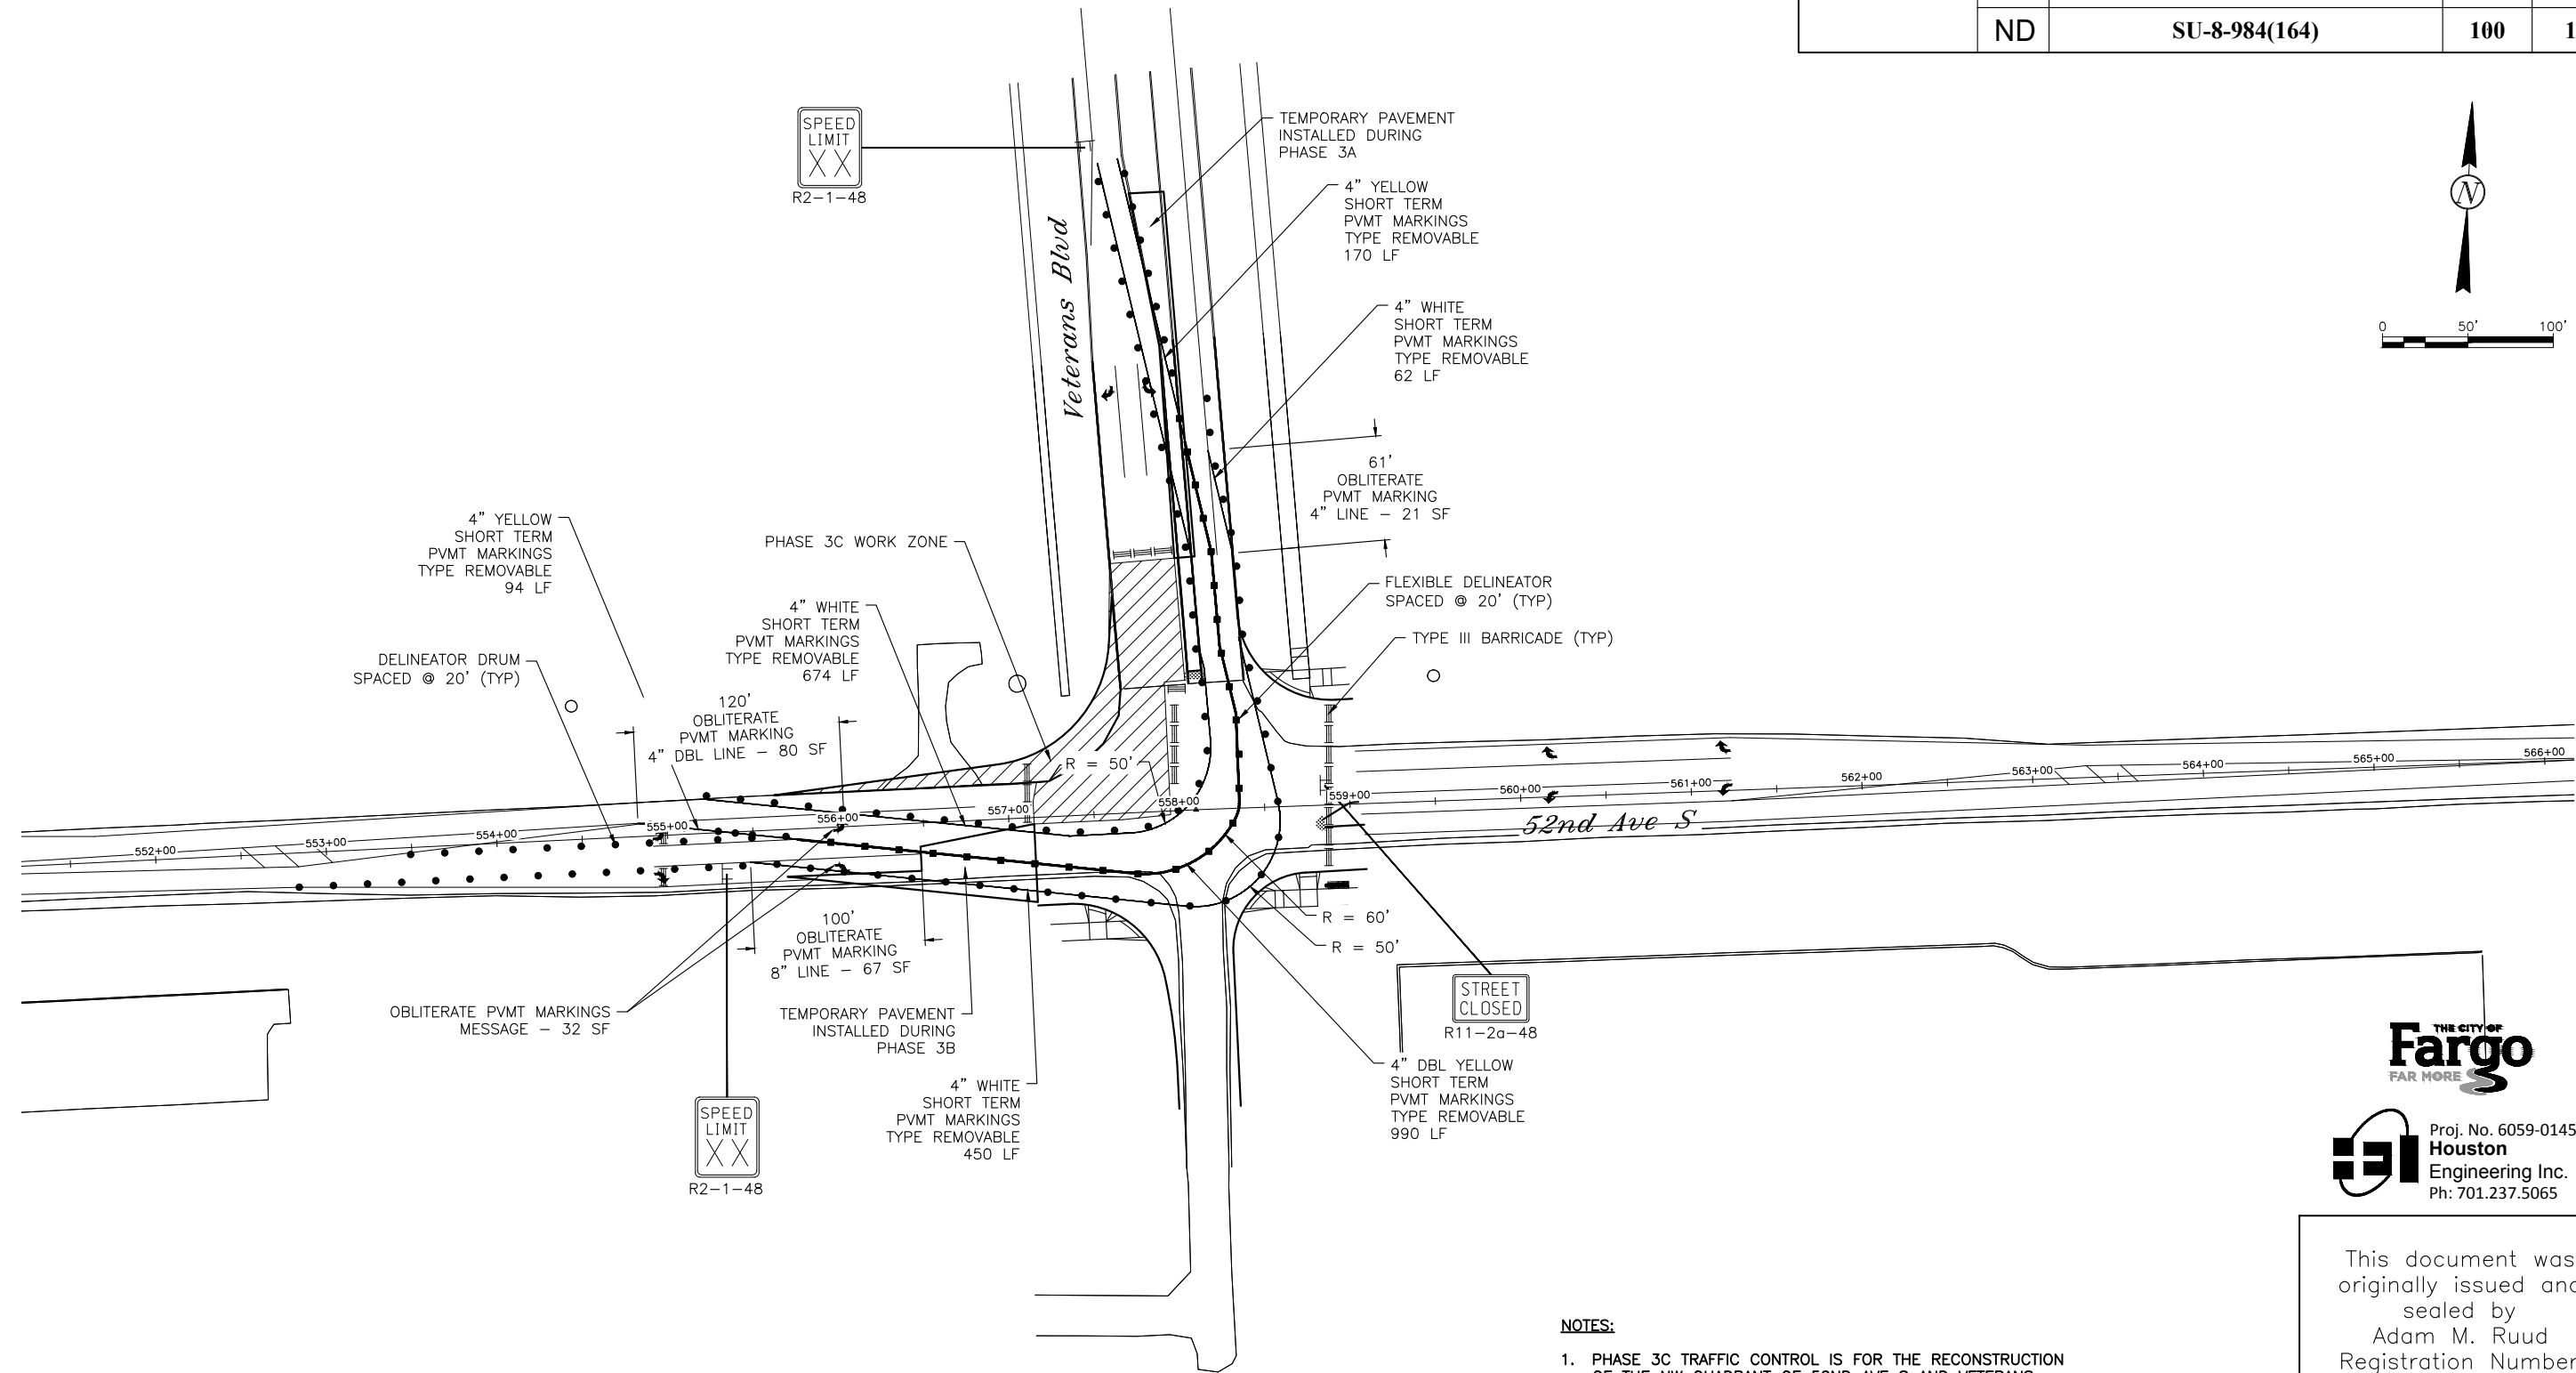 ND SU-8-984(164) 100 1
SPEED
LIMIT
XX
R2-1-48
TEMPORARY PAVEMENT
INSTALLED DURING
PHASE 3A
4" YELLOW
SHORT TERM
PVMT MARKINGS
TYPE REMOVABLE
170 LF
N
0 50' 100'
Veterans Blvd
4" WHITE
SHORT TERM
PVMT MARKINGS
TYPE REMOVABLE
62 LF
61'
OBLITERATE
PVMT MARKING
4" LINE - 21 SF
4" YELLOW
SHORT TERM
PVMT MARKINGS
TYPE REMOVABLE
94 LF
PHASE 3C WORK ZONE
4" WHITE
SHORT TERM
PVMT MARKINGS
TYPE REMOVABLE
674 LF
FLEXIBLE DELINEATOR
SPACED @ 20' (TYP)
TYPE III BARRICADE (TYP)
DELINEATOR DRUM
SPACED @ 20' (TYP)
120'
OBLITERATE
PVMT MARKING
4" DBL LINE - 80 SF
R = 50'
552+00 553+00 554+00 555+00 556+00 557+00 558+00 559+00 560+00 561+00 562+00 563+00 564+00 565+00 566+00
52nd Ave S
100'
OBLITERATE
PVMT MARKING
8" LINE - 67 SF
R = 60'
R = 50'
OBLITERATE PVMT MARKINGS
MESSAGE - 32 SF
TEMPORARY PAVEMENT
INSTALLED DURING
PHASE 3B
STREET
CLOSED
R11-2a-48
4" WHITE
SHORT TERM
PVMT MARKINGS
TYPE REMOVABLE
450 LF
4" DBL YELLOW
SHORT TERM
PVMT MARKINGS
TYPE REMOVABLE
990 LF
SPEED
LIMIT
XX
R2-1-48
THE CITY OF
Fargo
FAR MORE
Proj. No. 6059-0145
Houston
Engineering Inc.
Ph: 701.237.5065
This document was
originally issued and
sealed by
Adam M. Ruud
Registration Number
NOTES:
1. PHASE 3C TRAFFIC CONTROL IS FOR THE RECONSTRUCTION
OF THE NW QUADRANT OF 52ND AVE S AND VETERANS